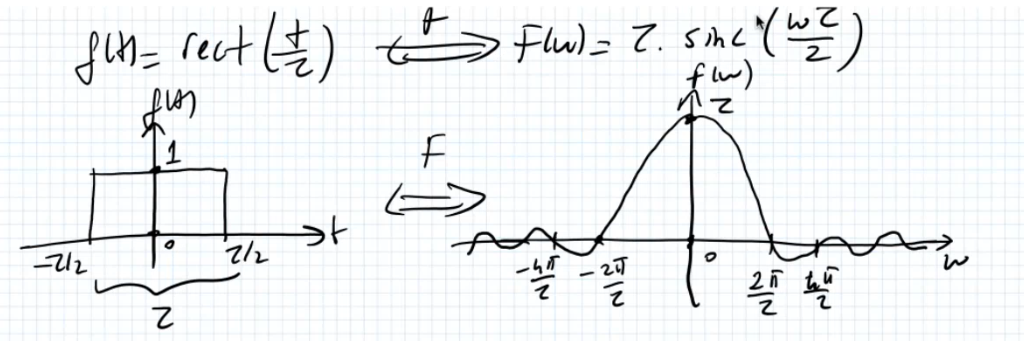 f(t) = rect(t/τ) ⟺ F(ω) = τ. sinc(ωτ/2)
f(t) f(ω)
1 τ
F
-τ/2 0 τ/2 t -4π/τ -2π/τ 0 2π/τ 4π/τ ω
τ